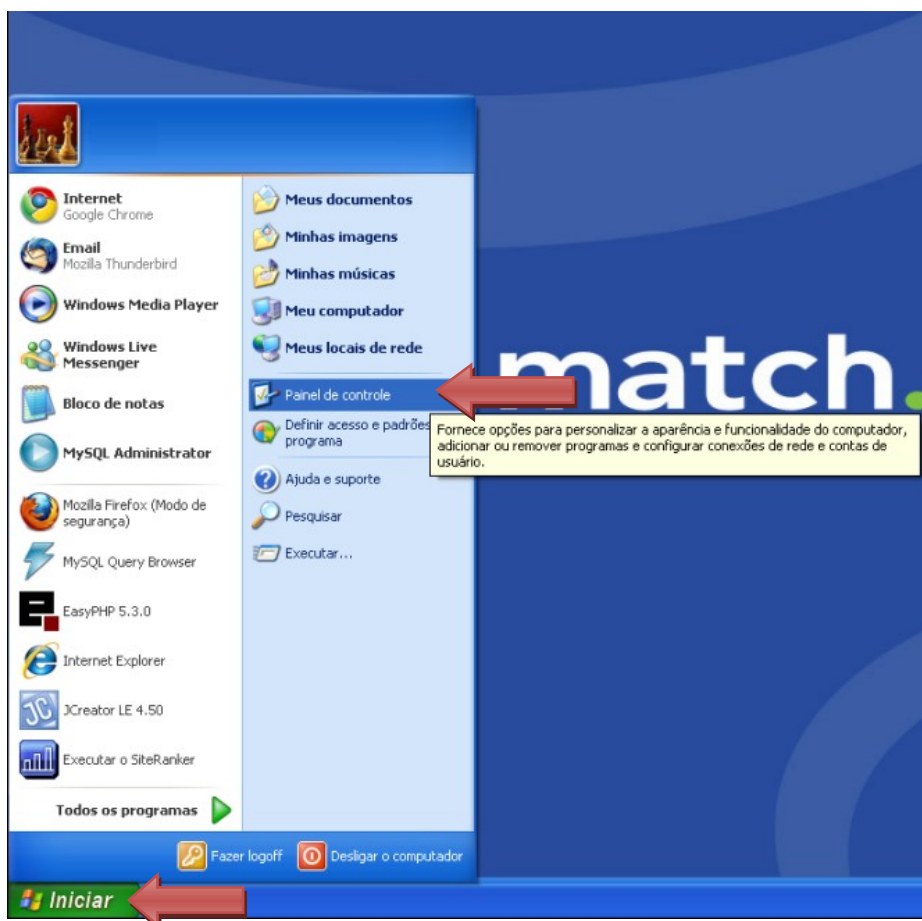 Internet
Google Chrome
Email
Mozilla Thunderbird
Windows Media Player
Windows Live
Messenger
Bloco de notas
MySQL Administrator
Mozilla Firefox (Modo de
segurança)
MySQL Query Browser
EasyPHP 5.3.0
Internet Explorer
JCreator LE 4.50
Executar o SiteRanker
Todos os programas
Meus documentos
Minhas imagens
Minhas músicas
Meu computador
Meus locais de rede
Painel de controle
Definir acesso e padrões
programa
Ajuda e suporte
Pesquisar
Executar...
match.
Fornece opções para personalizar a aparência e funcionalidade do computador,
adicionar ou remover programas e configurar conexões de rede e contas de
usuário.
Fazer logoff
Desligar o computador
Iniciar